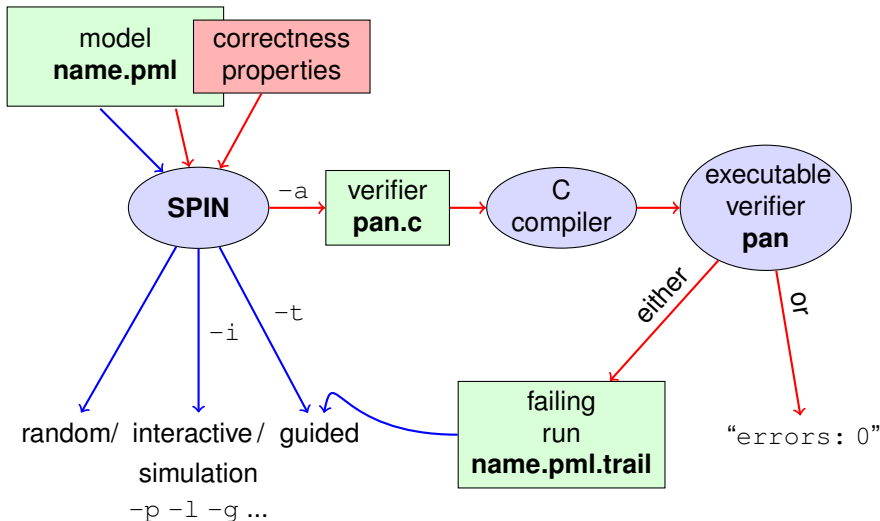 model
name.pml
correctness
properties
SPIN
-a
verifier
pan.c
C
compiler
executable
verifier
pan
either
or
-i
-t
random/ interactive / guided
simulation
-p -l -g ...
failing
run
name.pml.trail
“errors: 0”